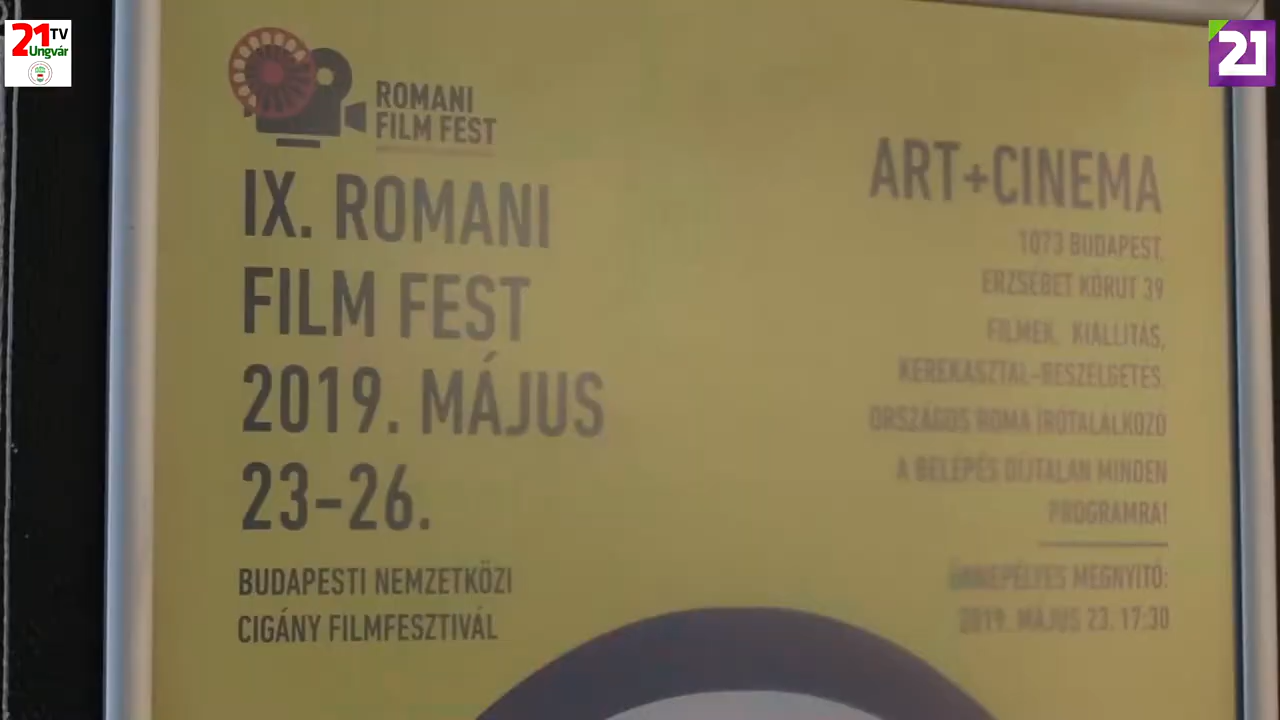 21 TV
Ungvár
21
ROMANI
FILM FEST
IX. ROMANI
FILM FEST
2019. MÁJUS
23-26.
BUDAPESTI NEMZETKÖZI
CIGÁNY FILMFESZTIVÁL
ART+CINEMA
1073 BUDAPEST,
ERZSÉBET KÖRÚT 39
FILMEK, KIÁLLÍTÁS,
KEREKASZTAL-BESZÉLGETÉS,
ORSZÁGOS ROMA ÍRÓTALÁLKOZÓ
A BELÉPÉS DÍJTALAN MINDEN
PROGRAMRA!
ÜNNEPÉLYES MEGNYITÓ:
2019. MÁJUS 23. 17:30